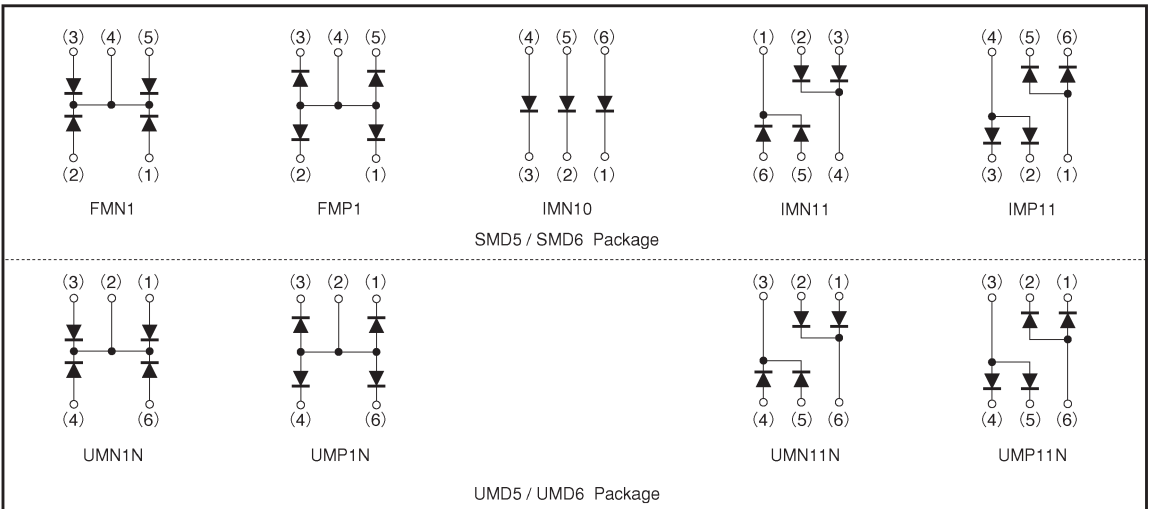 (3) (4) (5) (3) (4) (5) (4) (5) (6) (1) (2) (3) (4) (5) (6)
(2) (1) (2) (1) (3) (2) (1) (6) (5) (4) (3) (2) (1)
FMN1 FMP1 IMN10 IMN11 IMP11
SMD5 / SMD6 Package
(3) (2) (1) (3) (2) (1) (3) (2) (1) (3) (2) (1)
(4) (6) (4) (6) (4) (5) (6) (4) (5) (6)
UMN1N UMP1N UMN11N UMP11N
UMD5 / UMD6 Package